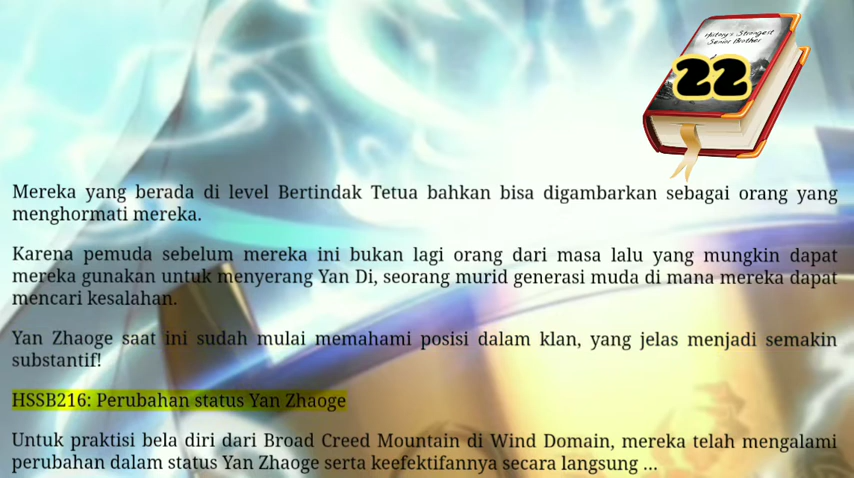 History's Strongest
Senior Brother
22
Mereka yang berada di level Bertindak Tetua bahkan bisa digambarkan sebagai orang yang
menghormati mereka.
Karena pemuda sebelum mereka ini bukan lagi orang dari masa lalu yang mungkin dapat
mereka gunakan untuk menyerang Yan Di, seorang murid generasi muda di mana mereka dapat
mencari kesalahan.
Yan Zhaoge saat ini sudah mulai memahami posisi dalam klan, yang jelas menjadi semakin
substantif!
HSSB216: Perubahan status Yan Zhaoge
Untuk praktisi bela diri dari Broad Creed Mountain di Wind Domain, mereka telah mengalami
perubahan dalam status Yan Zhaoge serta keefektifannya secara langsung ...